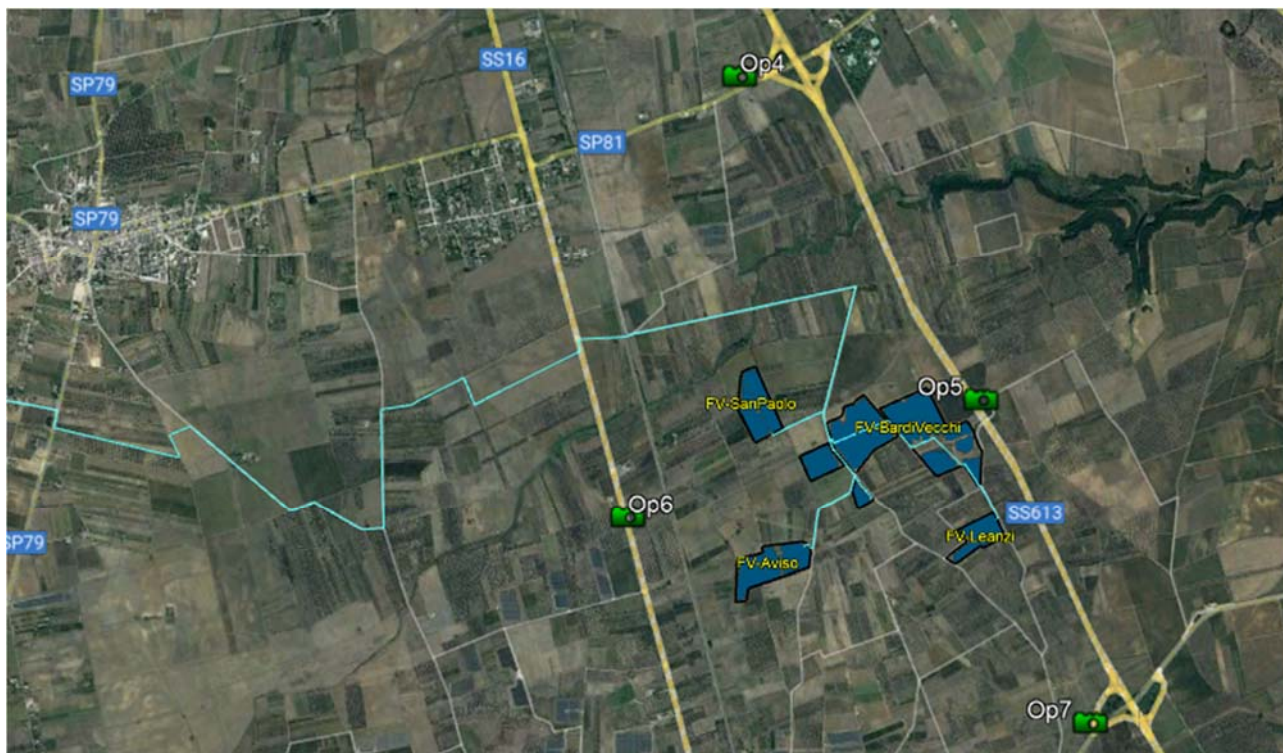 Op4
SS16
SP79
SP81
SP79
Op5
FV-SanPaolo
FV-BardiVecchi
Op6
SS613
FV-Leanzi
SP79
FV-Aviso
Op7